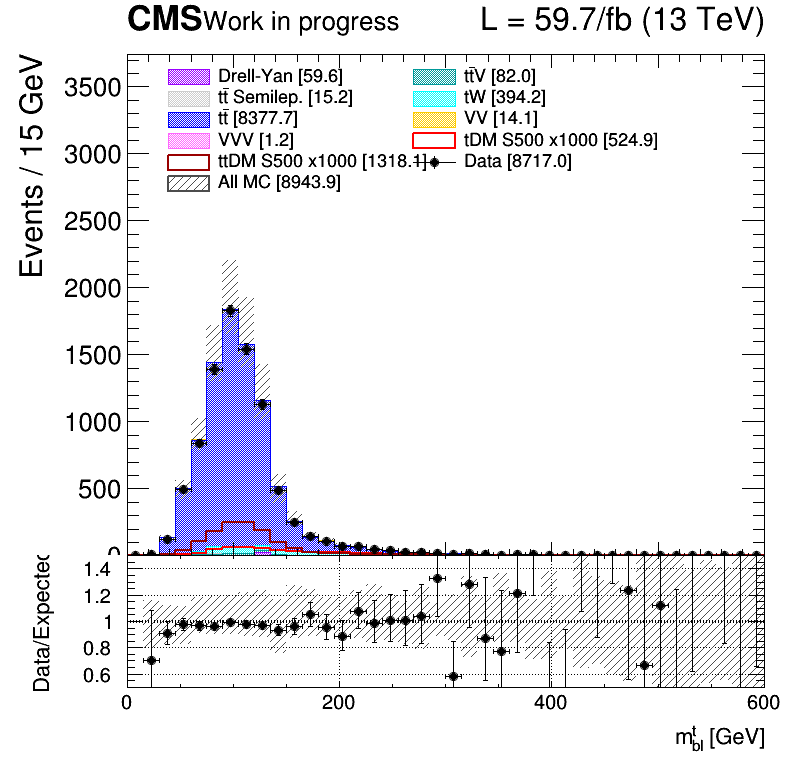 CMS Work in progress L = 59.7/fb (13 TeV)
Events / 15 GeV
3500
3000
2500
2000
1500
1000
500
0
Drell-Yan [59.6]
tt̄ Semilep. [15.2]
tt̄ [8377.7]
VVV [1.2]
ttDM S500 x1000 [1318.1]
All MC [8943.9]
tt̄V [82.0]
tW [394.2]
VV [14.1]
tDM S500 x1000 [524.9]
Data [8717.0]
Data/Expected
1.4
1.2
1
0.8
0.6
0 200 400 600
m^t_bl [GeV]